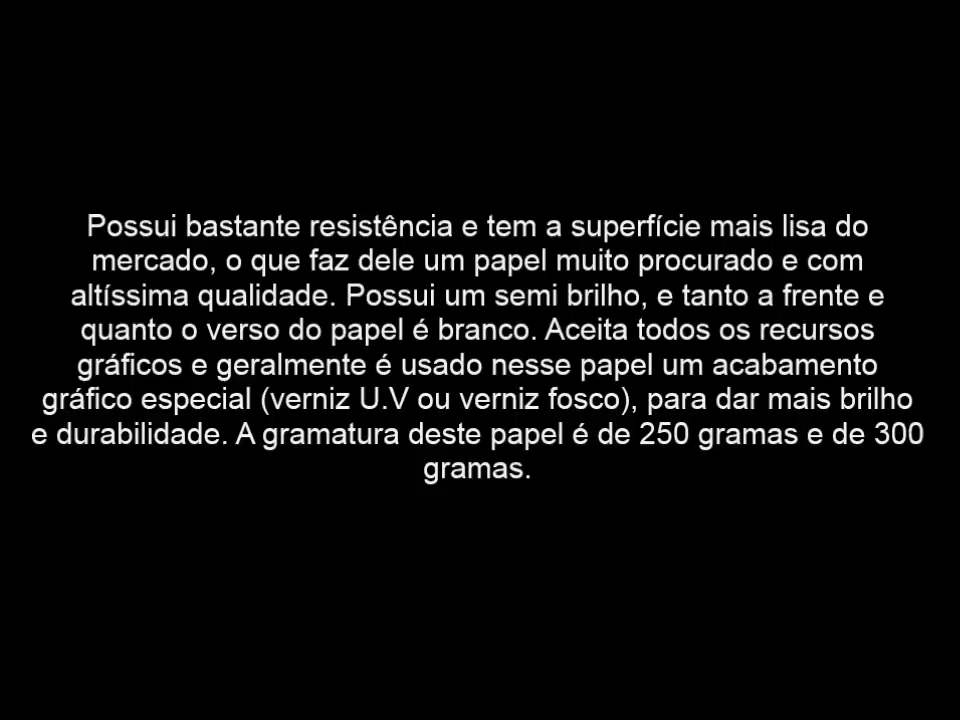 Possui bastante resistência e tem a superfície mais lisa do
mercado, o que faz dele um papel muito procurado e com
altíssima qualidade. Possui um semi brilho, e tanto a frente e
quanto o verso do papel é branco. Aceita todos os recursos
gráficos e geralmente é usado nesse papel um acabamento
gráfico especial (verniz U.V ou verniz fosco), para dar mais brilho
e durabilidade. A gramatura deste papel é de 250 gramas e de 300
gramas.